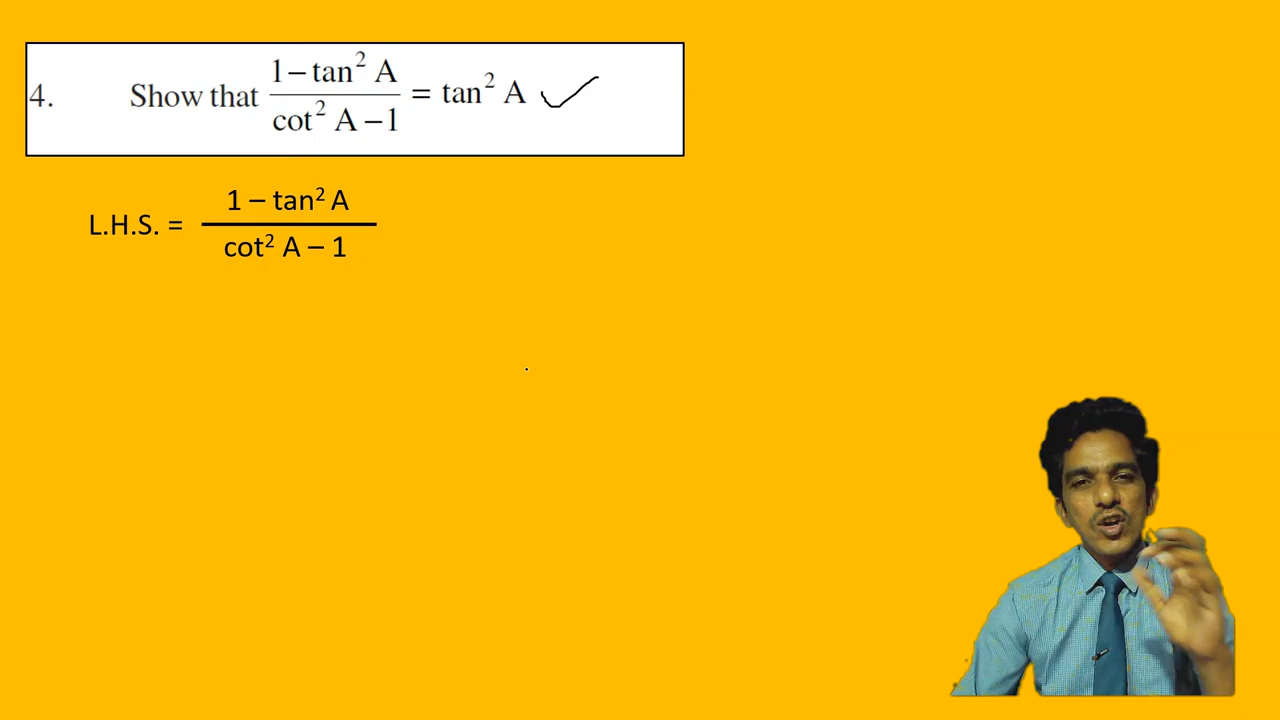 4. Show that (1 – tan² A)/(cot² A – 1) = tan² A ✓
L.H.S. = (1 – tan² A)/(cot² A – 1)